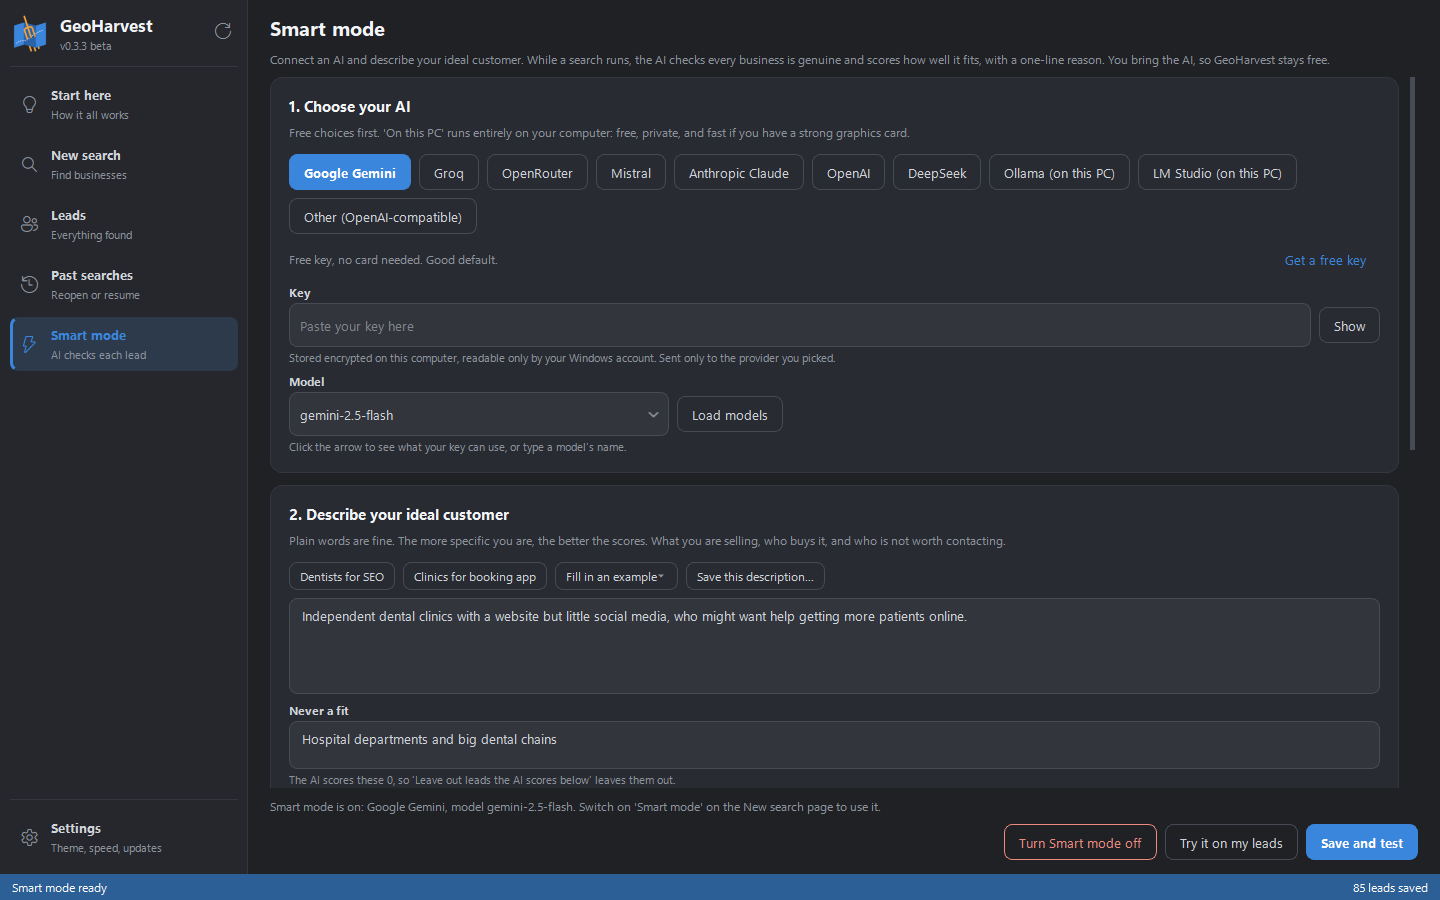 GeoHarvest
v0.3.3 beta
Start here
How it all works
New search
Find businesses
Leads
Everything found
Past searches
Reopen or resume
Smart mode
AI checks each lead
Settings
Theme, speed, updates
Smart mode
Connect an AI and describe your ideal customer. While a search runs, the AI checks every business is genuine and scores how well it fits, with a one-line reason. You bring the AI, so GeoHarvest stays free.
1. Choose your AI
Free choices first. 'On this PC' runs entirely on your computer: free, private, and fast if you have a strong graphics card.
Google Gemini Groq OpenRouter Mistral Anthropic Claude OpenAI DeepSeek Ollama (on this PC) LM Studio (on this PC)
Other (OpenAI-compatible)
Free key, no card needed. Good default. Get a free key
Key
Paste your key here Show
Stored encrypted on this computer, readable only by your Windows account. Sent only to the provider you picked.
Model
gemini-2.5-flash Load models
Click the arrow to see what your key can use, or type a model's name.
2. Describe your ideal customer
Plain words are fine. The more specific you are, the better the scores. What you are selling, who buys it, and who is not worth contacting.
Dentists for SEO Clinics for booking app Fill in an example Save this description...
Independent dental clinics with a website but little social media, who might want help getting more patients online.
Never a fit
Hospital departments and big dental chains
The AI scores these 0, so 'Leave out leads the AI scores below' leaves them out.
Smart mode is on: Google Gemini, model gemini-2.5-flash. Switch on 'Smart mode' on the New search page to use it.
Turn Smart mode off Try it on my leads Save and test
Smart mode ready 85 leads saved